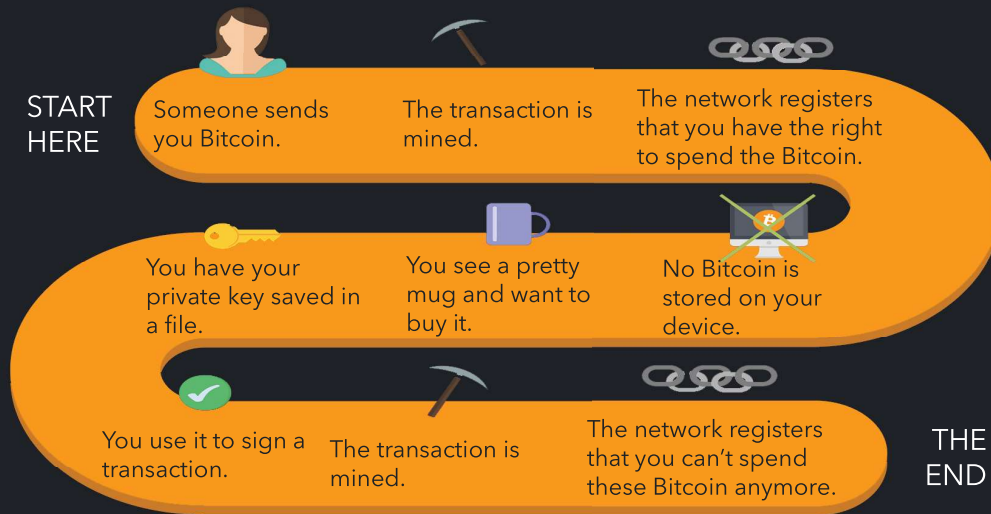 START
HERE
Someone sends
you Bitcoin.
The transaction is
mined.
The network registers
that you have the right
to spend the Bitcoin.
No Bitcoin is
stored on your
device.
You see a pretty
mug and want to
buy it.
You have your
private key saved in
a file.
You use it to sign a
transaction.
The transaction is
mined.
The network registers
that you can't spend
these Bitcoin anymore.
THE
END